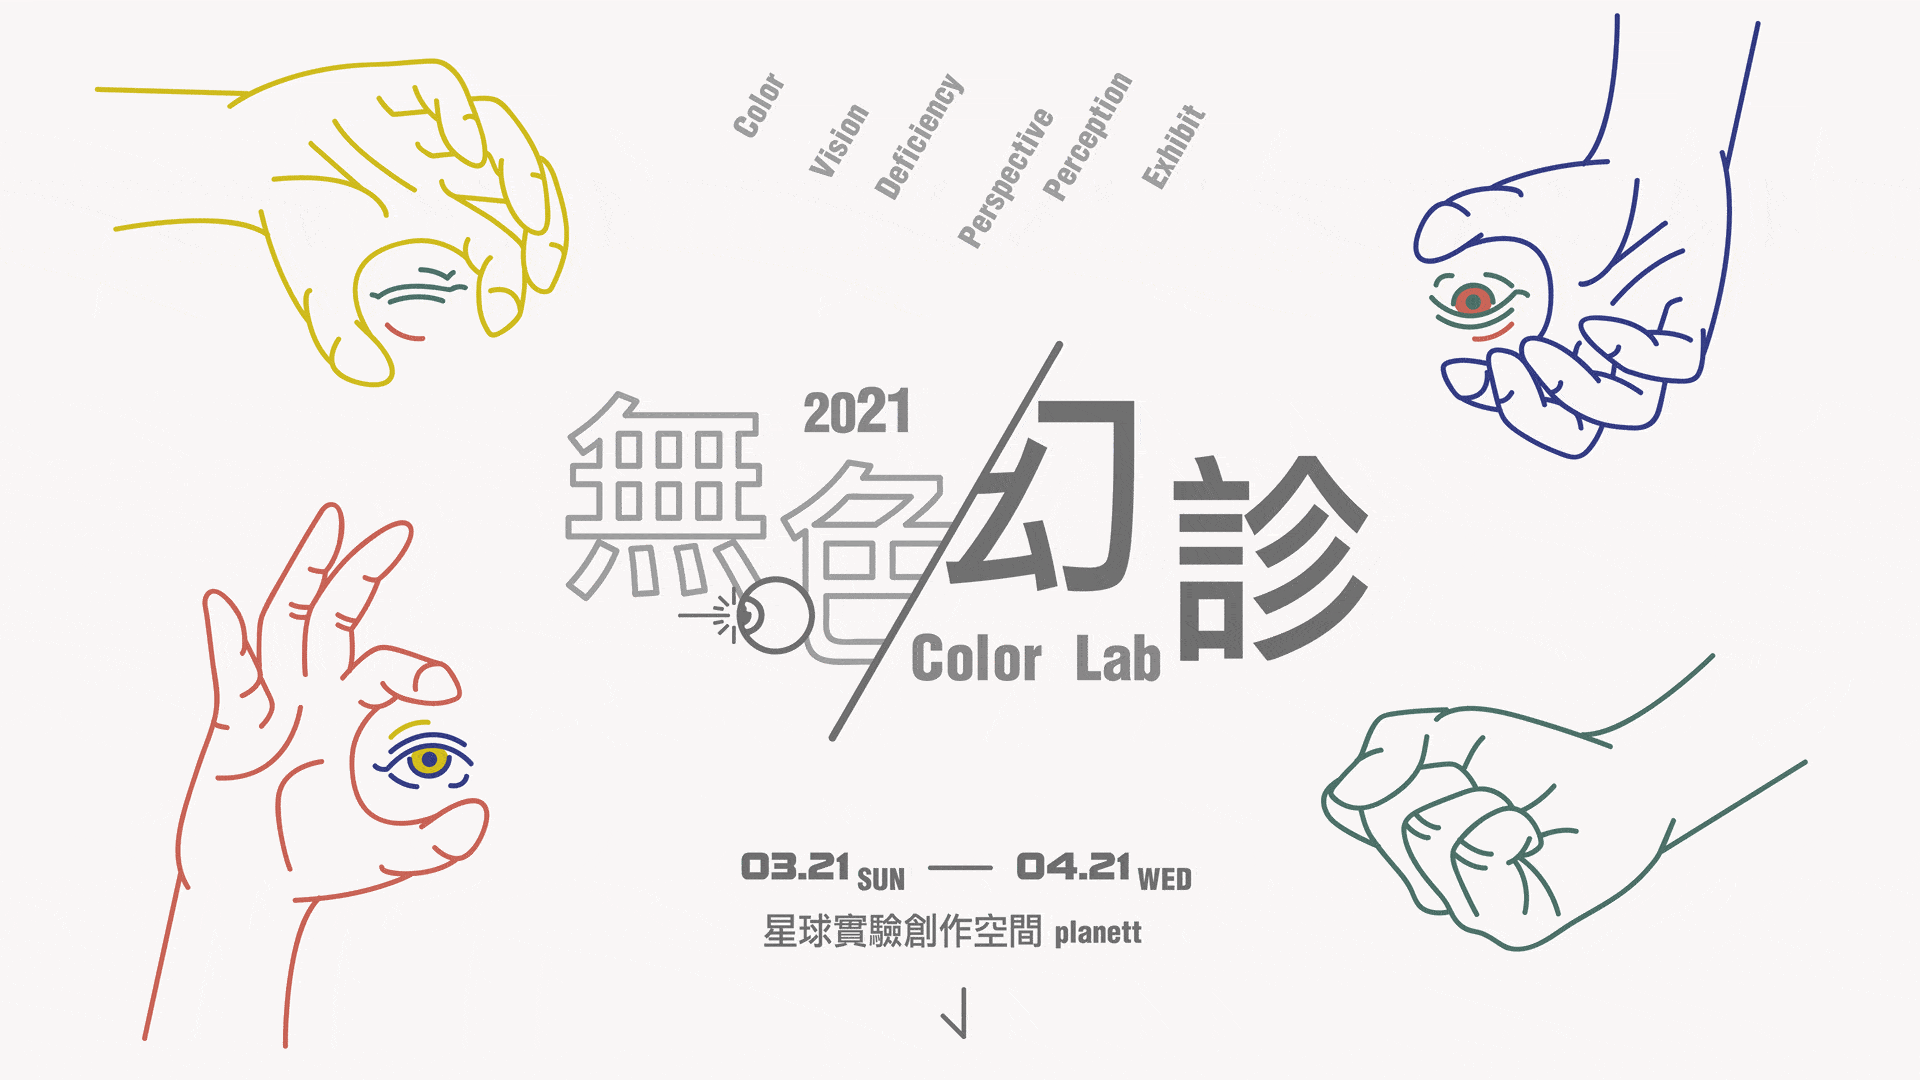 Color
Vision
Deficiency
Perspective
Perception
Exhibit
2021
無色/幻診
Color Lab
03.21 SUN — 04.21 WED
星球實驗創作空間 planett